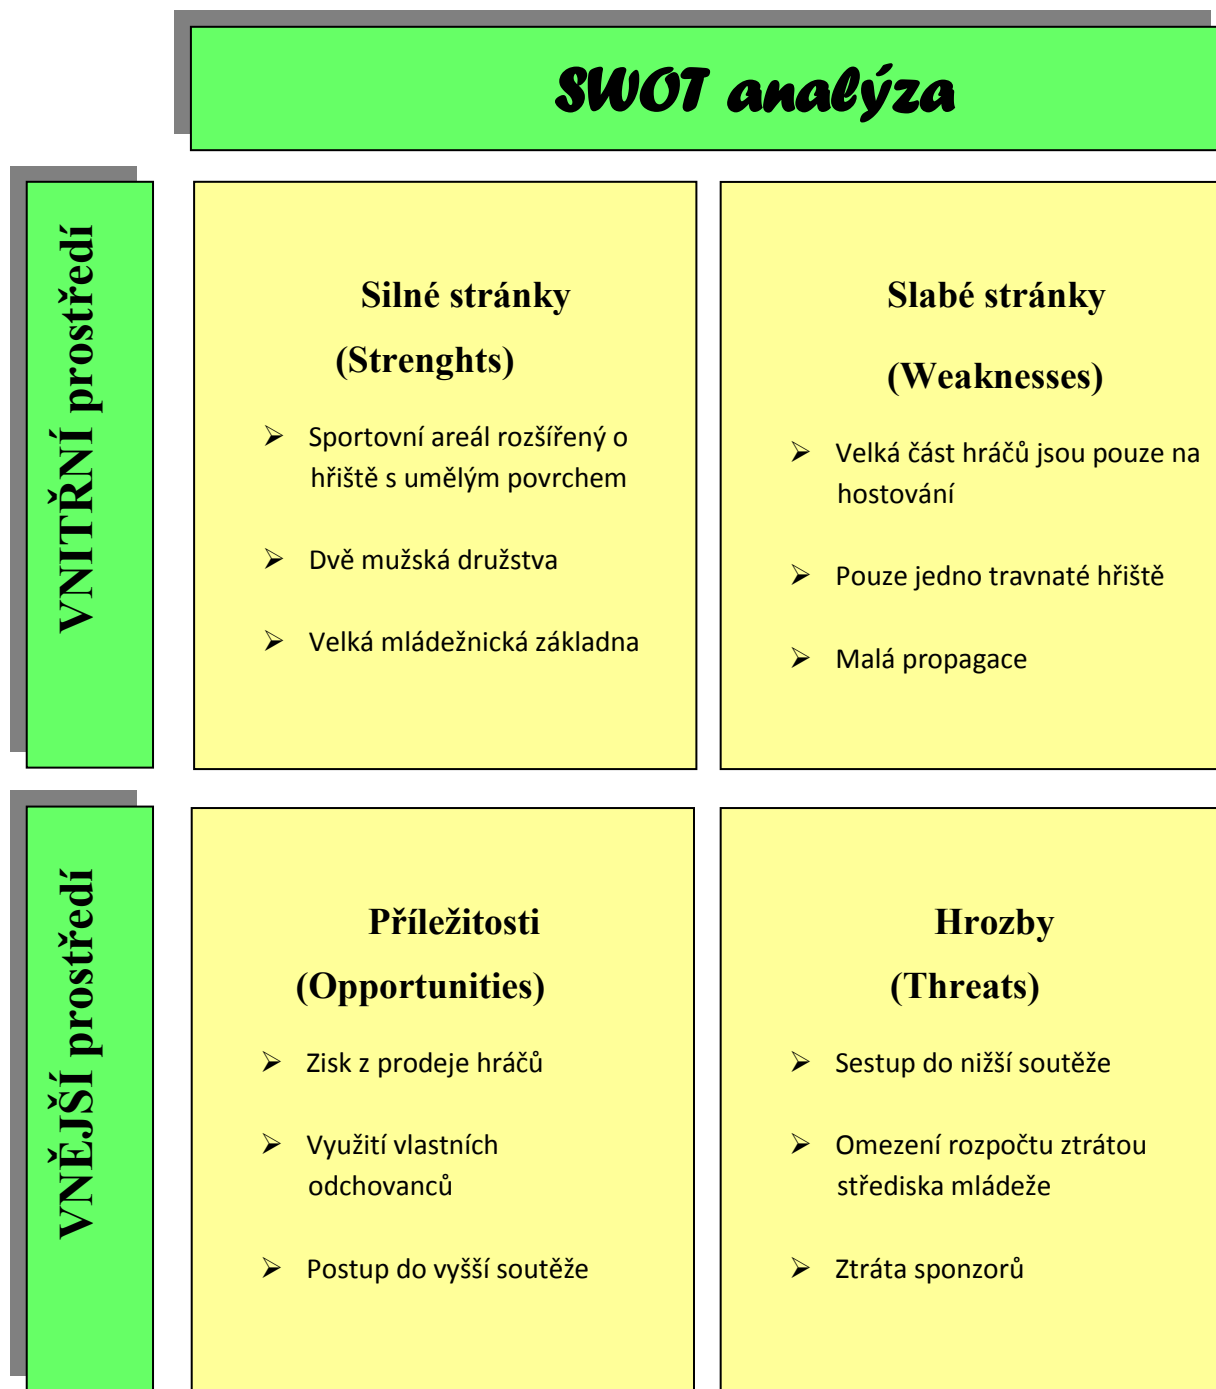 SWOT analýza
VNITŘNÍ prostředí
Silné stránky
(Strenghts)
➢ Sportovní areál rozšířený o
hřiště s umělým povrchem
➢ Dvě mužská družstva
➢ Velká mládežnická základna
Slabé stránky
(Weaknesses)
➢ Velká část hráčů jsou pouze na
hostování
➢ Pouze jedno travnaté hřiště
➢ Malá propagace
VNĚJŠÍ prostředí
Příležitosti
(Opportunities)
➢ Zisk z prodeje hráčů
➢ Využití vlastních
odchovanců
➢ Postup do vyšší soutěže
Hrozby
(Threats)
➢ Sestup do nižší soutěže
➢ Omezení rozpočtu ztrátou
střediska mládeže
➢ Ztráta sponzorů